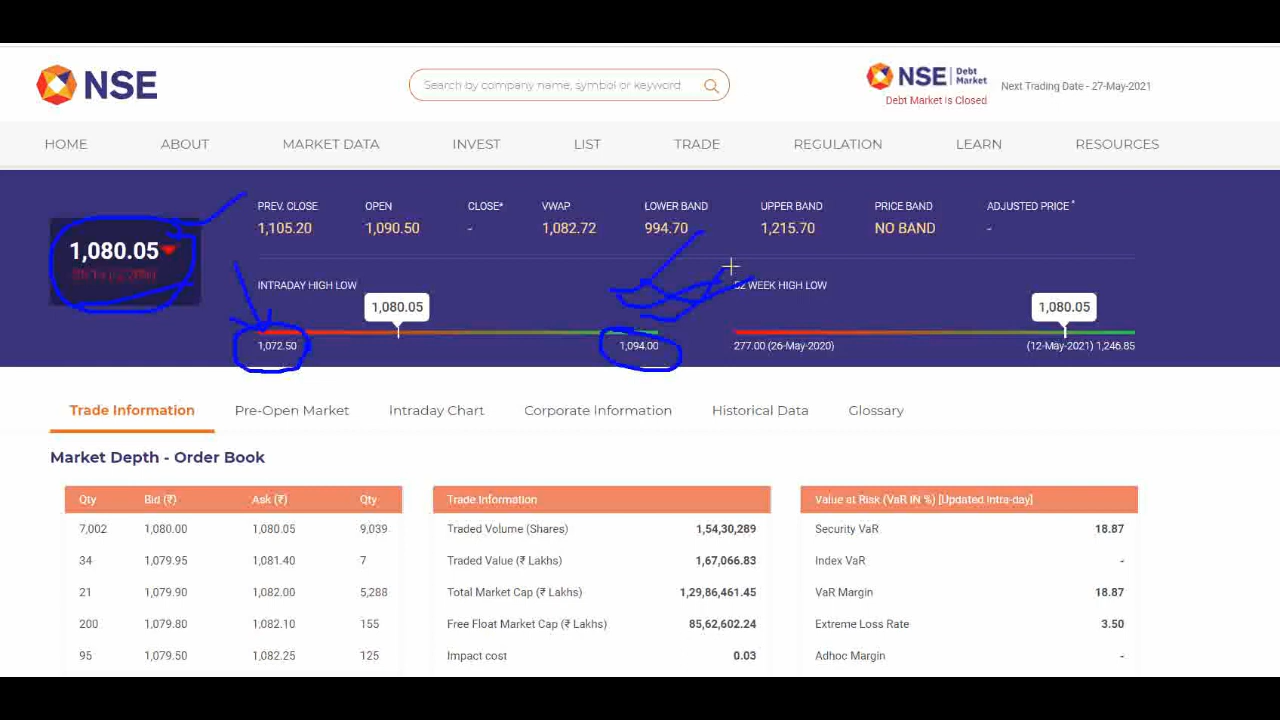 NSE
Search by company name, symbol or keyword
NSE Debt Market
Debt Market Is Closed
Next Trading Date - 27-May-2021
HOME ABOUT MARKET DATA INVEST LIST TRADE REGULATION LEARN RESOURCES
PREV. CLOSE OPEN CLOSE* VWAP LOWER BAND UPPER BAND PRICE BAND ADJUSTED PRICE*
1,080.05
1,105.20 1,090.50 - 1,082.72 994.70 1,215.70 NO BAND -
INTRADAY HIGH LOW 52 WEEK HIGH LOW
1,080.05 1,080.05
1,072.50 1,094.00 277.00 (26-May-2020) (12-May-2021) 1,246.85
Trade Information Pre-Open Market Intraday Chart Corporate Information Historical Data Glossary
Market Depth - Order Book
Qty Bid (₹) Ask (₹) Qty Trade Information Value at Risk (VaR IN %) [Updated Intra-day]
7,002 1,080.00 1,080.05 9,039 Traded Volume (Shares) 1,54,30,289 Security VaR 18.87
34 1,079.95 1,081.40 7 Traded Value (₹ Lakhs) 1,67,066.83 Index VaR -
21 1,079.90 1,082.00 5,288 Total Market Cap (₹ Lakhs) 1,29,86,461.45 VaR Margin 18.87
200 1,079.80 1,082.10 155 Free Float Market Cap (₹ Lakhs) 85,62,602.24 Extreme Loss Rate 3.50
95 1,079.50 1,082.25 125 Impact cost 0.03 Adhoc Margin -